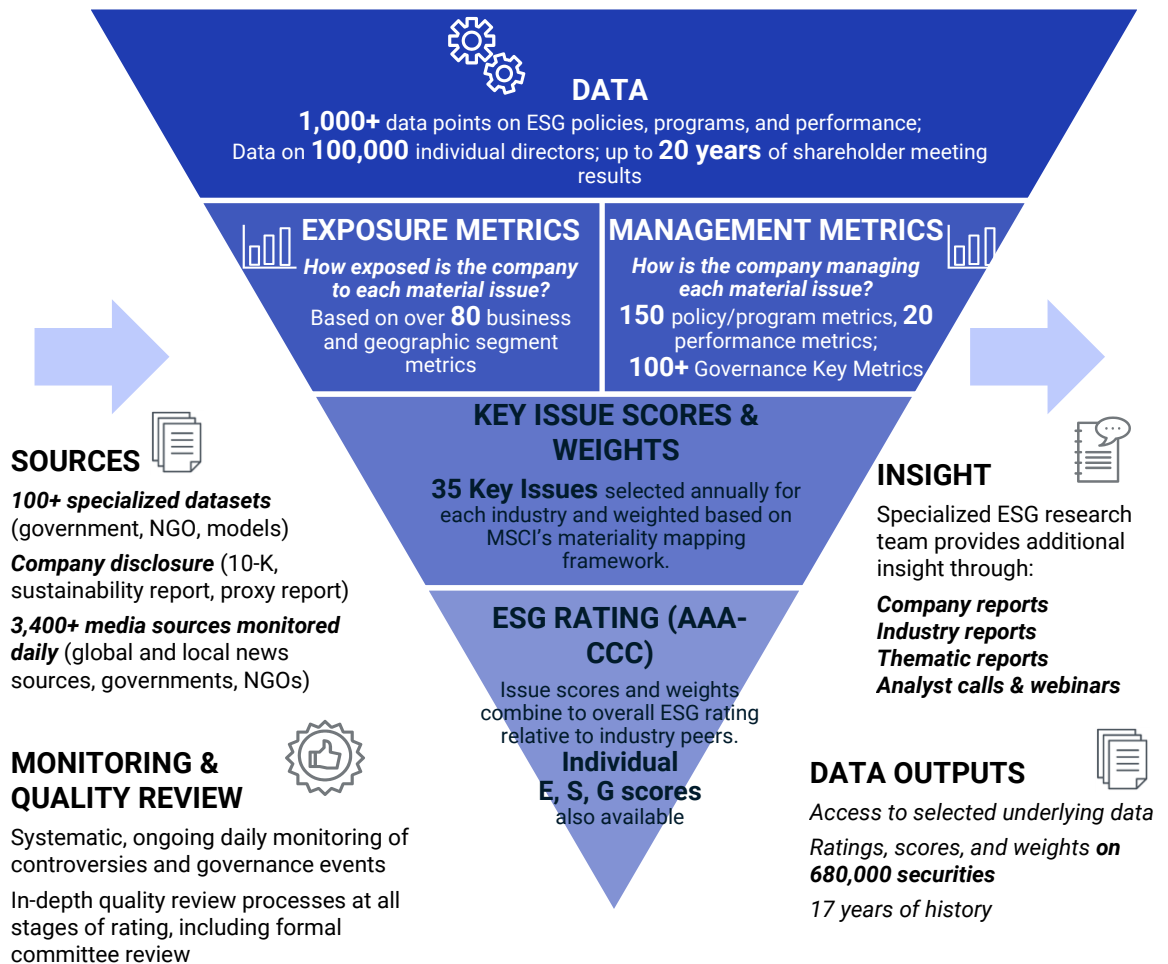 DATA
1,000+ data points on ESG policies, programs, and performance;
Data on 100,000 individual directors; up to 20 years of shareholder meeting
results
EXPOSURE METRICS
How exposed is the company
to each material issue?
Based on over 80 business
and geographic segment
metrics
MANAGEMENT METRICS
How is the company managing
each material issue?
150 policy/program metrics, 20
performance metrics;
100+ Governance Key Metrics
KEY ISSUE SCORES &
WEIGHTS
35 Key Issues selected annually for
each industry and weighted based on
MSCI's materiality mapping
framework.
ESG RATING (AAA-
CCC)
Issue scores and weights
combine to overall ESG rating
relative to industry peers.
Individual
E, S, G scores
also available
SOURCES
100+ specialized datasets
(government, NGO, models)
Company disclosure (10-K,
sustainability report, proxy report)
3,400+ media sources monitored
daily (global and local news
sources, governments, NGOs)
MONITORING &
QUALITY REVIEW
Systematic, ongoing daily monitoring of
controversies and governance events
In-depth quality review processes at all
stages of rating, including formal
committee review
INSIGHT
Specialized ESG research
team provides additional
insight through:
Company reports
Industry reports
Thematic reports
Analyst calls & webinars
DATA OUTPUTS
Access to selected underlying data
Ratings, scores, and weights on
680,000 securities
17 years of history